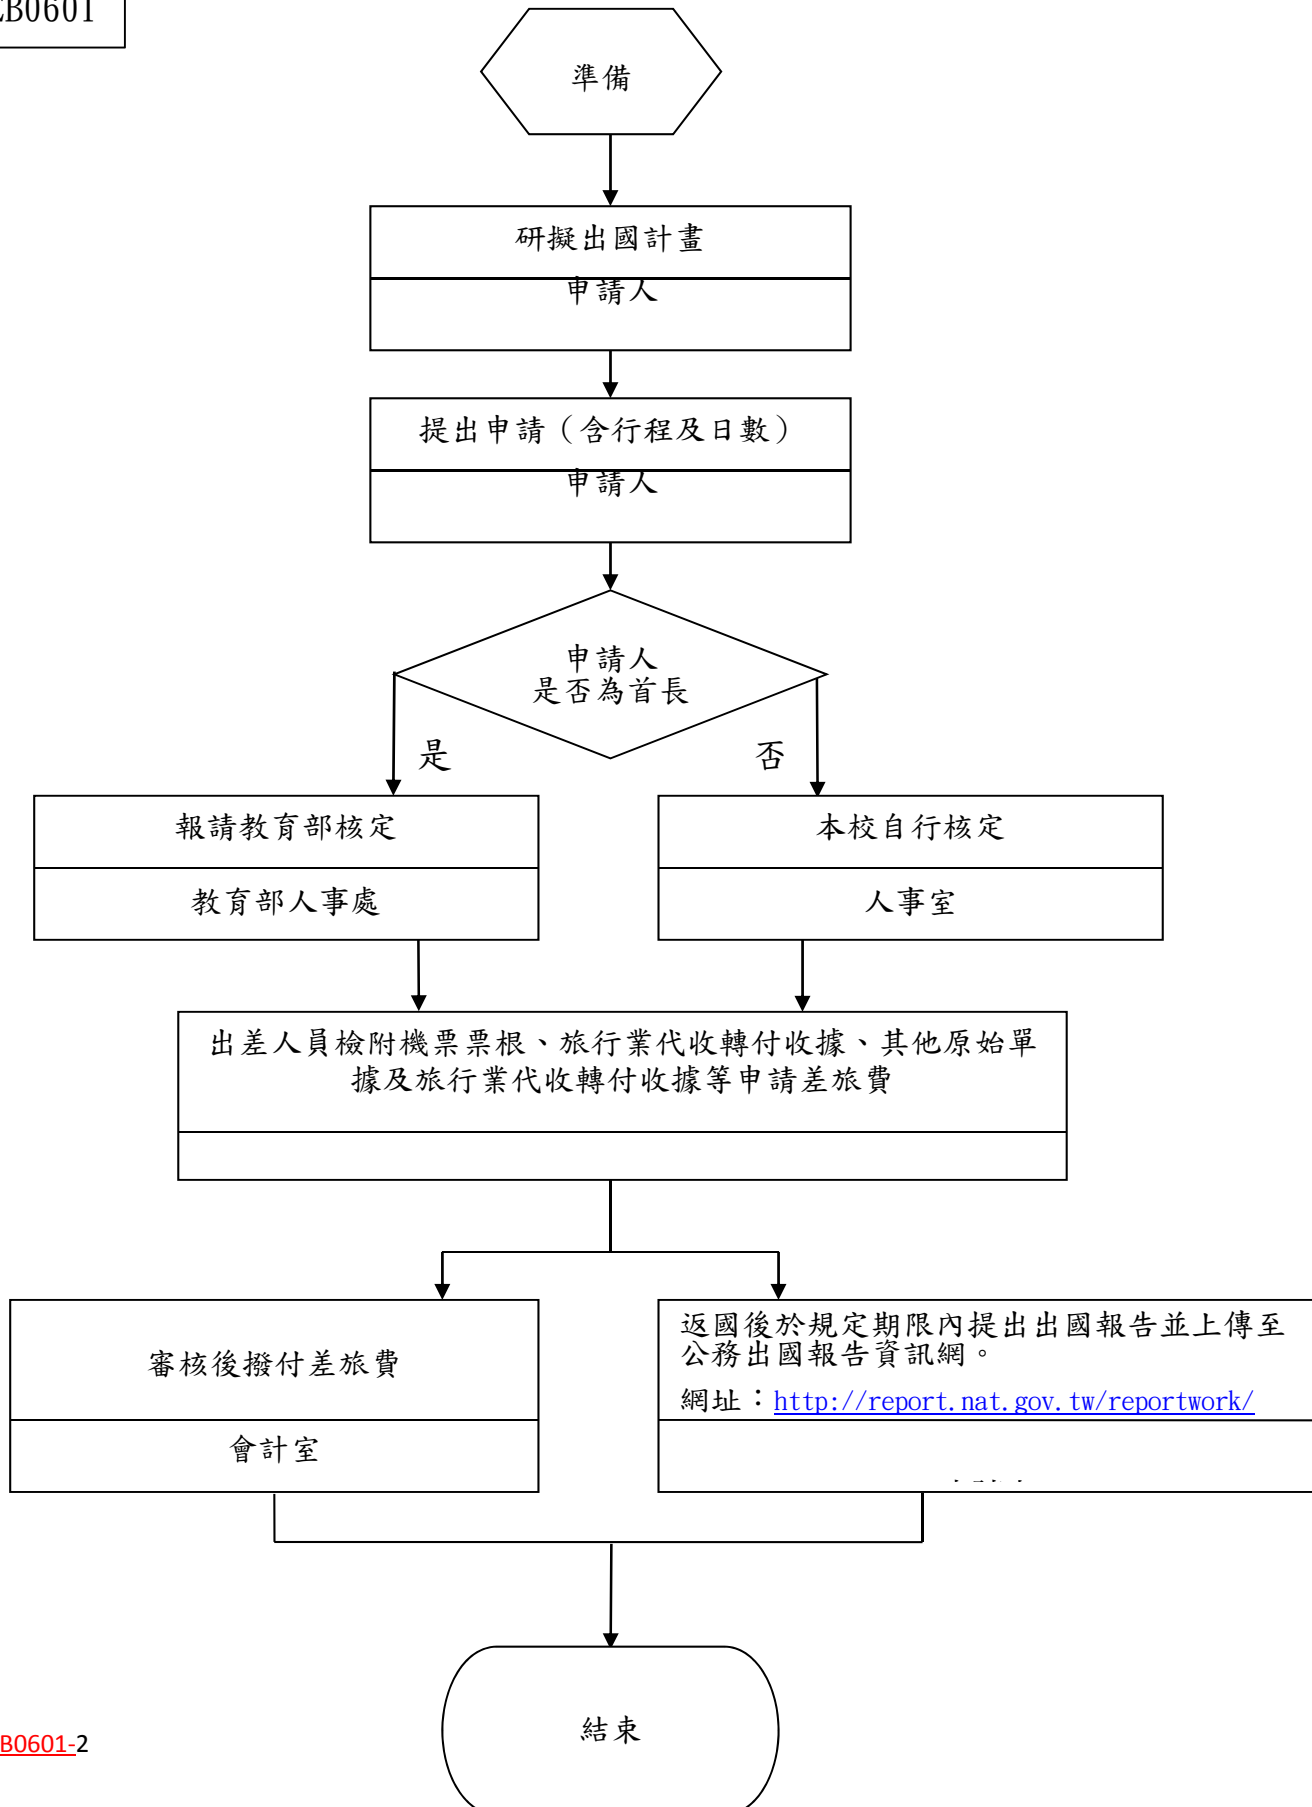 B0601
準備
研擬出國計畫
申請人
提出申請（含行程及日數）
申請人
申請人
是否為首長
是
否
報請教育部核定
教育部人事處
本校自行核定
人事室
出差人員檢附機票票根、旅行業代收轉付收據、其他原始單
據及旅行業代收轉付收據等申請差旅費
審核後撥付差旅費
會計室
返國後於規定期限內提出出國報告並上傳至
公務出國報告資訊網。
網址：http://report.nat.gov.tw/reportwork/
結束
B0601-2